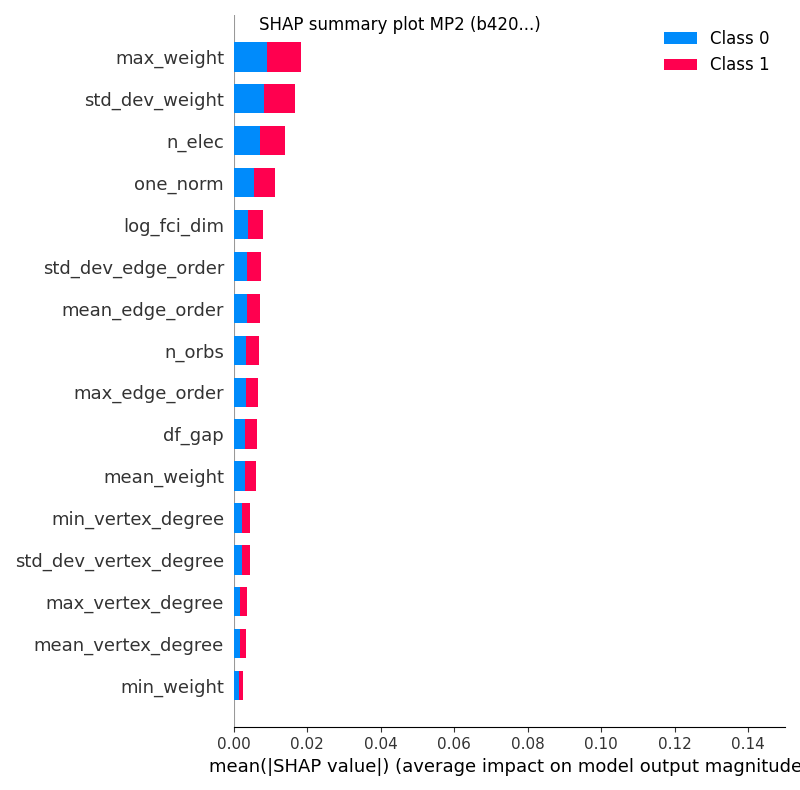 SHAP summary plot MP2 (b420...)
Class 0
Class 1
max_weight
std_dev_weight
n_elec
one_norm
log_fci_dim
std_dev_edge_order
mean_edge_order
n_orbs
max_edge_order
df_gap
mean_weight
min_vertex_degree
std_dev_vertex_degree
max_vertex_degree
mean_vertex_degree
min_weight
0.00 0.02 0.04 0.06 0.08 0.10 0.12 0.14
mean(|SHAP value|) (average impact on model output magnitude